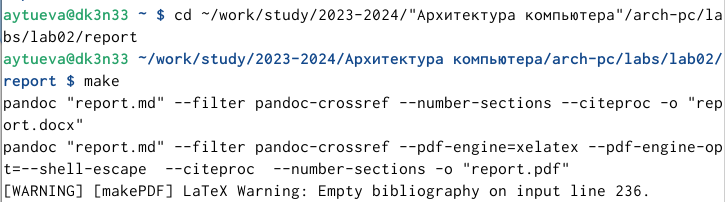 aytueva@dk3n33 ~ $ cd ~/work/study/2023-2024/"Архитектура компьютера"/arch-pc/la
bs/lab02/report
aytueva@dk3n33 ~/work/study/2023-2024/Архитектура компьютера/arch-pc/labs/lab02/
report $ make
pandoc "report.md" --filter pandoc-crossref --number-sections --citeproc -o "rep
ort.docx"
pandoc "report.md" --filter pandoc-crossref --pdf-engine=xelatex --pdf-engine-op
t=--shell-escape  --citeproc  --number-sections -o "report.pdf"
[WARNING] [makePDF] LaTeX Warning: Empty bibliography on input line 236.